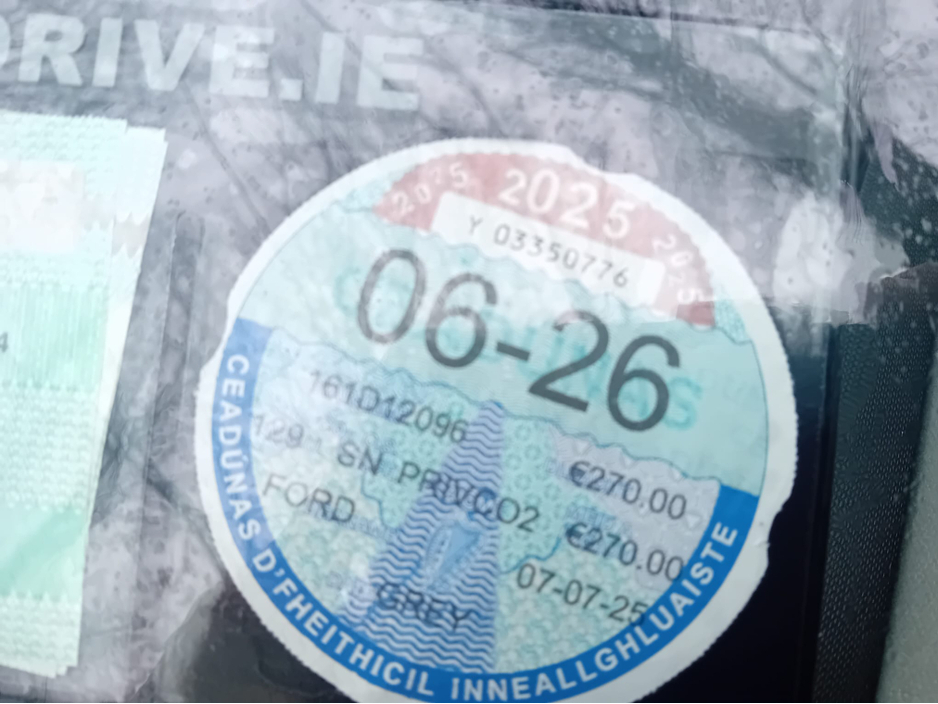 DRIVE.IE
2025 2025 2025
Y 03350776
06-26
161D12096
129 SN PRIVCO2 €270.00
FORD €270.00
07-07-25
GREY
CEADÚNAS D'FHEITHICIL INNEALLGHLUAISTE
4